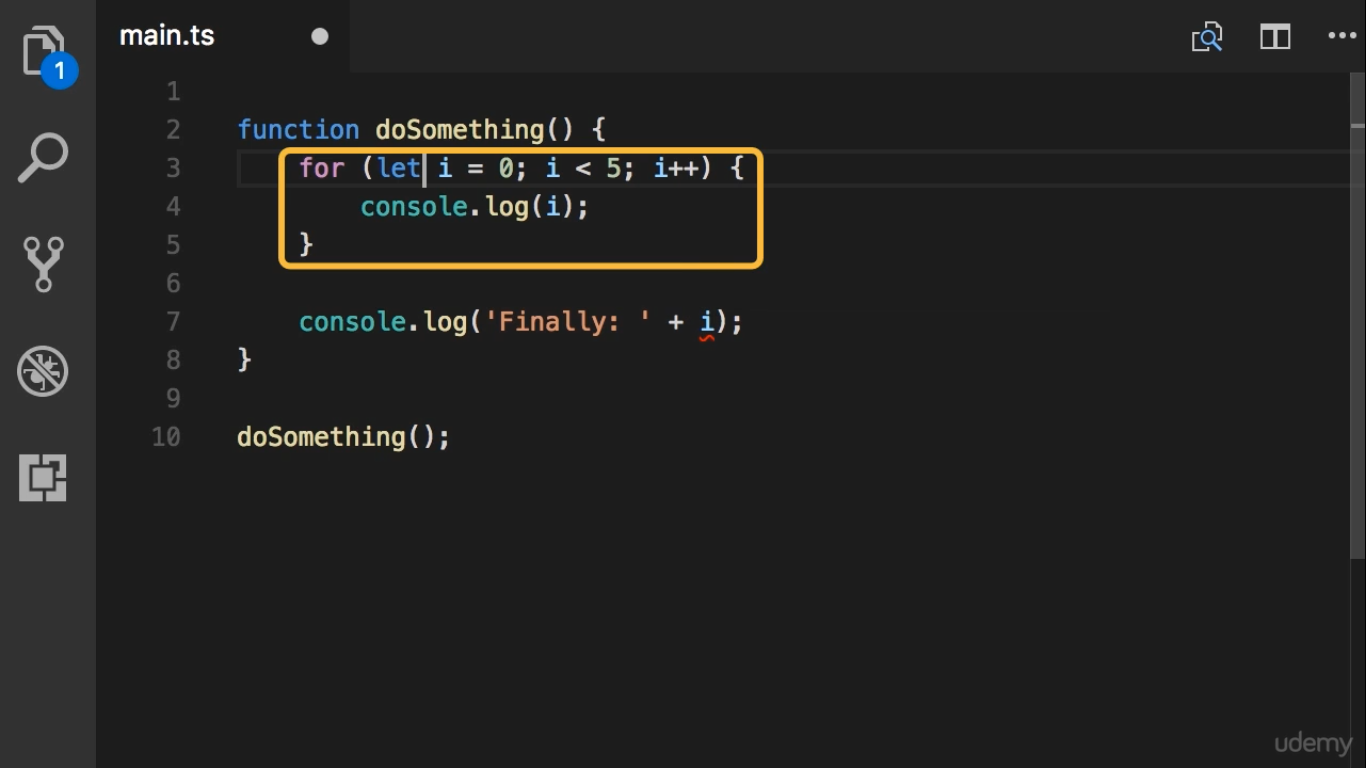 main.ts
1
1
2 function doSomething() {
3 for (let i = 0; i < 5; i++) {
4 console.log(i);
5 }
6
7 console.log('Finally: ' + i);
8 }
9
10 doSomething();
udemy